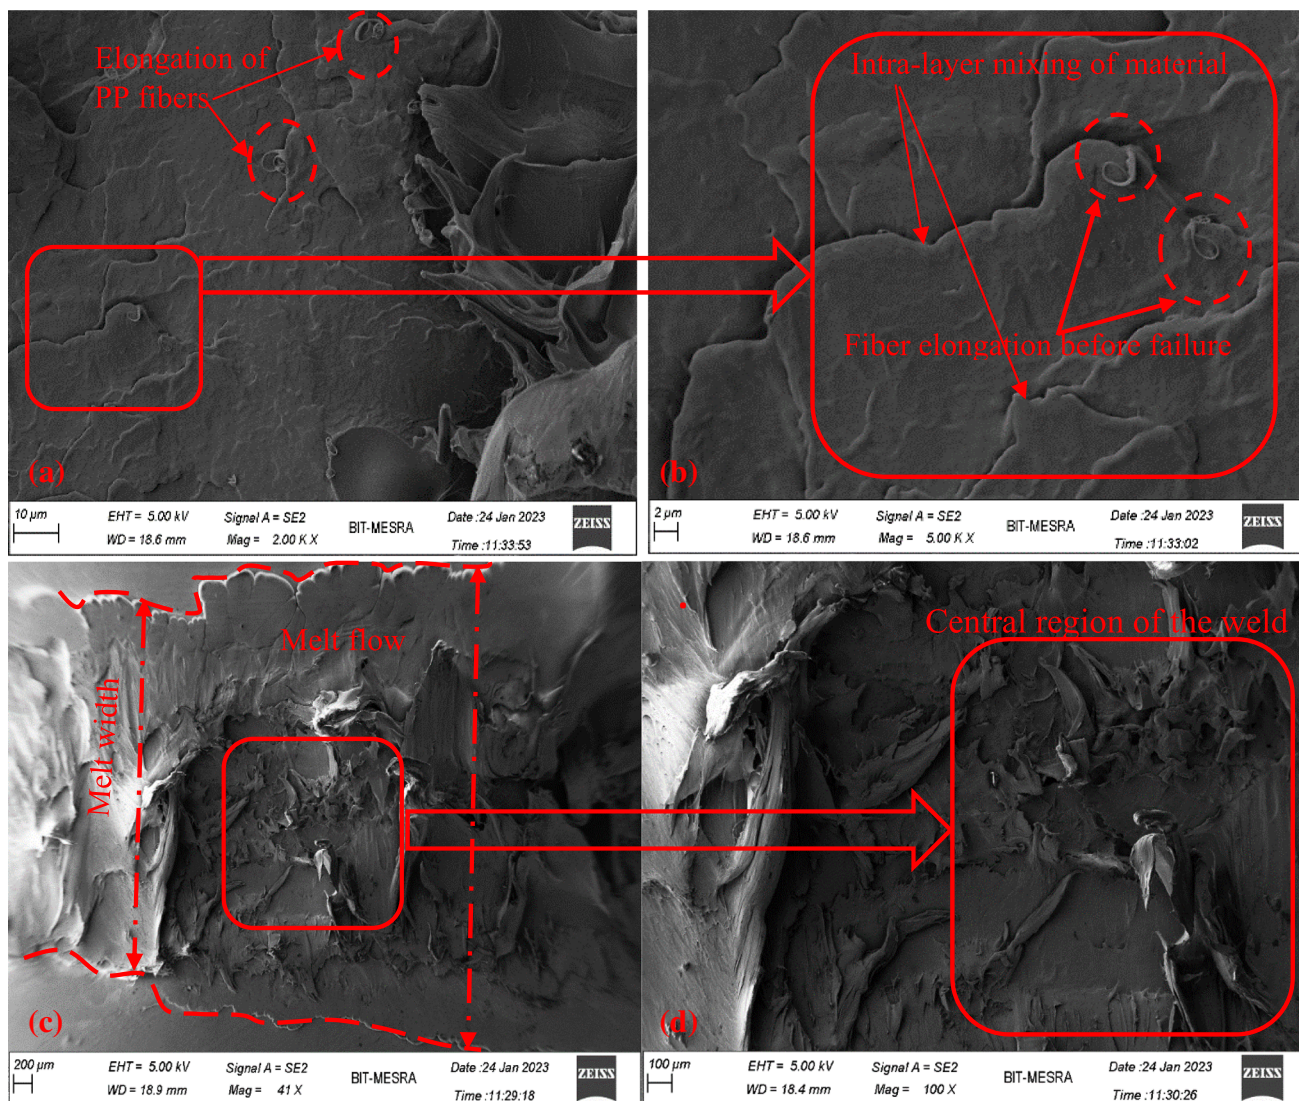 Elongation of
PP fibers
(a)
10 µm
EHT = 5.00 kV
Signal A = SE2
Date :24 Jan 2023
WD = 18.6 mm
Mag = 2.00 K X
BIT-MESRA
Time :11:33:53
ZEISS
Intra-layer mixing of material
Fiber elongation before failure
(b)
2 µm
EHT = 5.00 kV
Signal A = SE2
Date :24 Jan 2023
WD = 18.6 mm
Mag = 5.00 K X
BIT-MESRA
Time :11:33:02
ZEISS
Melt flow
Melt width
(c)
200 µm
EHT = 5.00 kV
Signal A = SE2
Date :24 Jan 2023
WD = 18.9 mm
Mag = 41 X
BIT-MESRA
Time :11:29:18
ZEISS
Central region of the weld
(d)
100 µm
EHT = 5.00 kV
Signal A = SE2
Date :24 Jan 2023
WD = 18.4 mm
Mag = 100 X
BIT-MESRA
Time :11:30:26
ZEISS